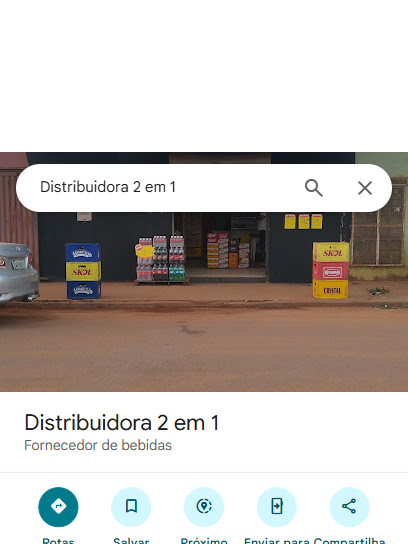 Distribuidora 2 em 1
SKOL
SKOL
CRYSTAL
Distribuidora 2 em 1
Fornecedor de bebidas
Rotas
Salvar
Próximo
Enviar para
Compartilha